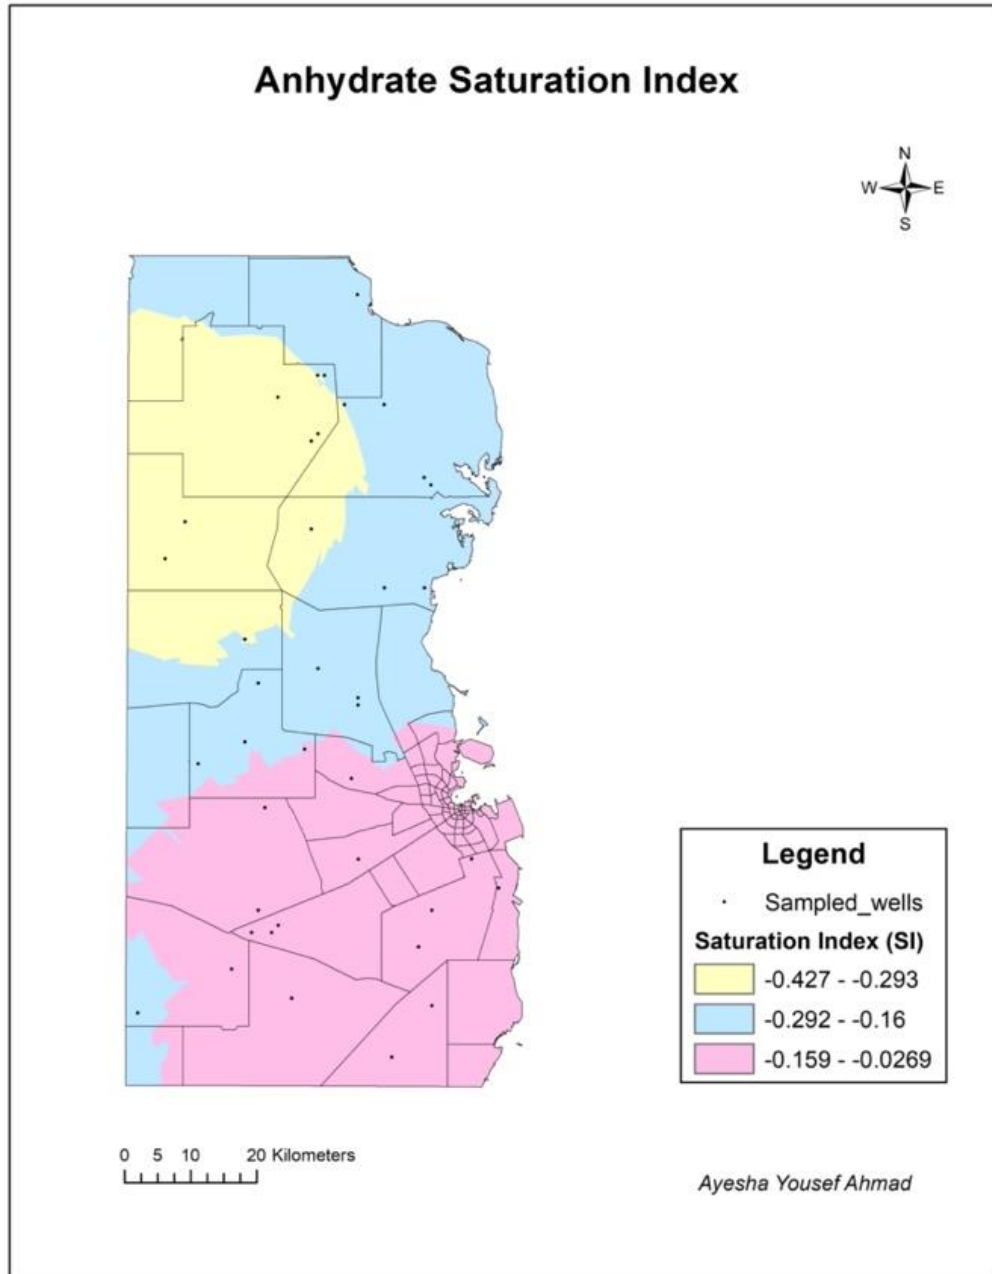 Anhydrate Saturation Index
N
W E
S
Legend
Sampled_wells
Saturation Index (SI)
-0.427 - -0.293
-0.292 - -0.16
-0.159 - -0.0269
0 5 10 20 Kilometers
Ayesha Yousef Ahmad